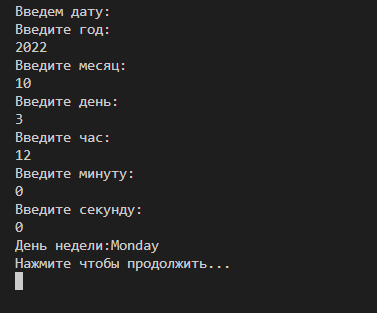 Введем дату:
Введите год:
2022
Введите месяц:
10
Введите день:
3
Введите час:
12
Введите минуту:
0
Введите секунду:
0
День недели:Monday
Нажмите чтобы продолжить...